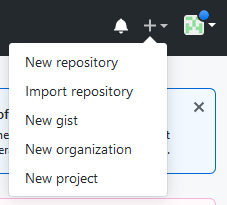 New repository
Import repository
New gist
New organization
New project